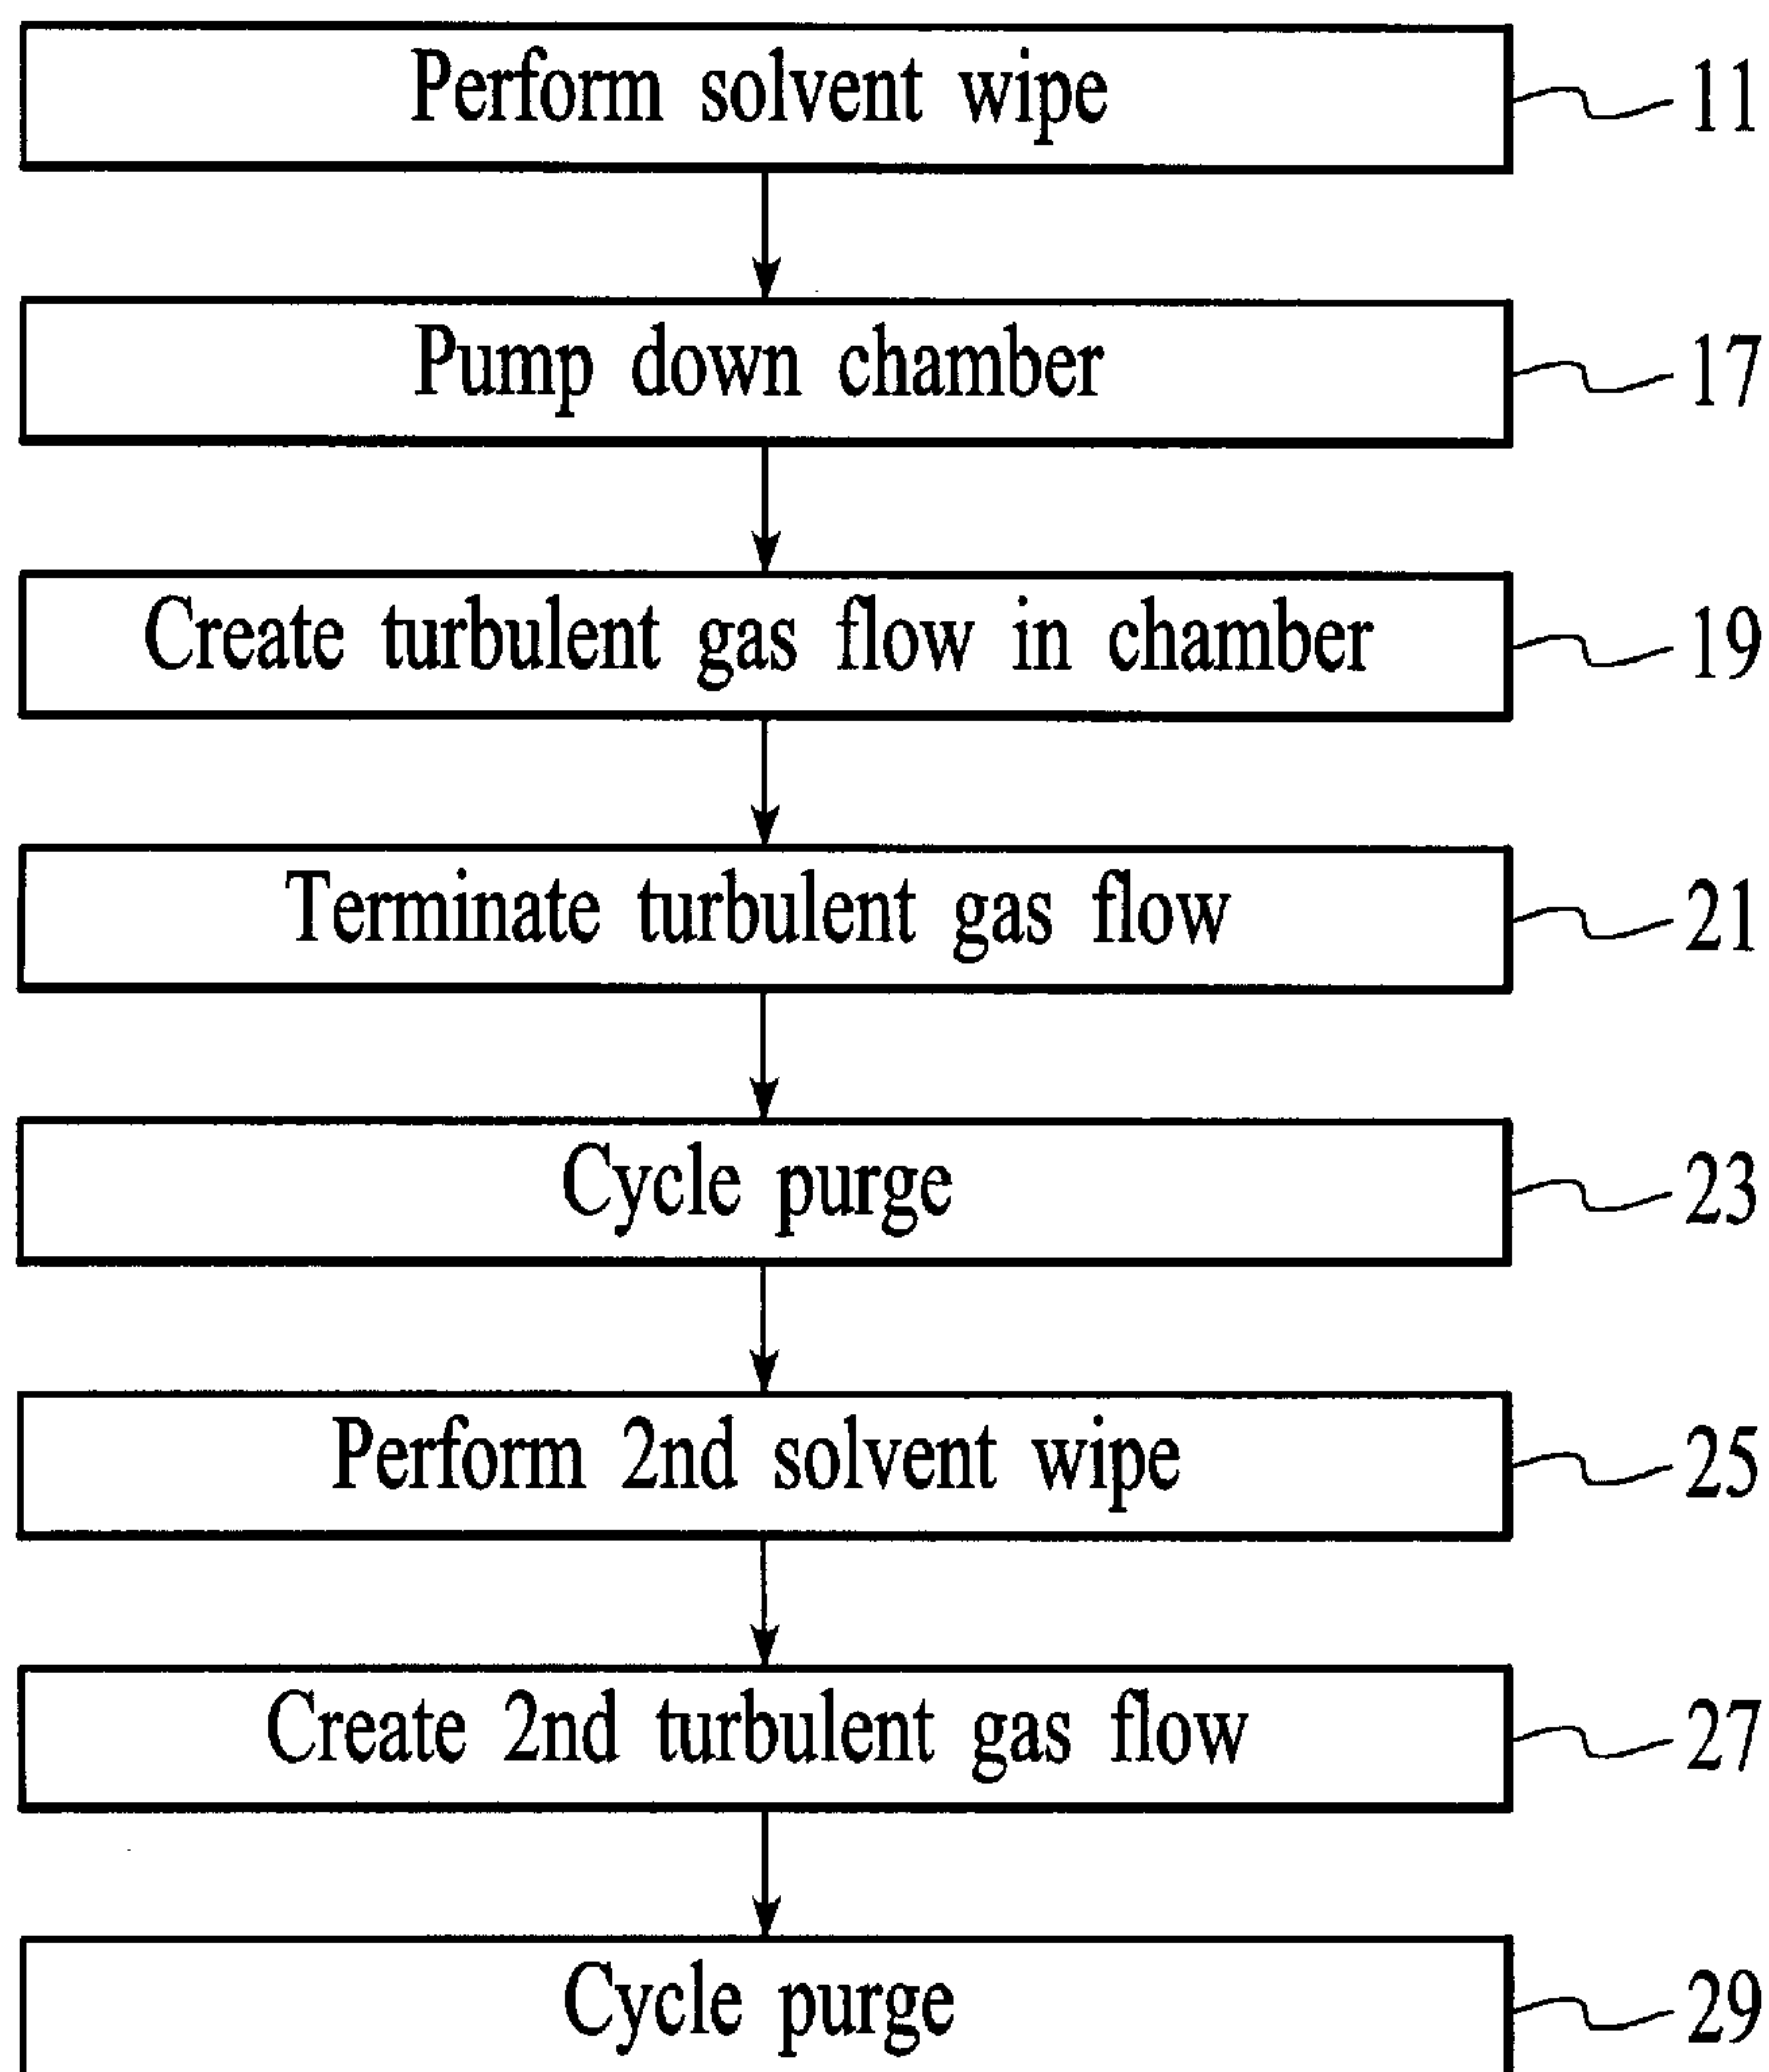 Perform solvent wipe 11
Pump down chamber 17
Create turbulent gas flow in chamber 19
Terminate turbulent gas flow 21
Cycle purge 23
Perform 2nd solvent wipe 25
Create 2nd turbulent gas flow 27
Cycle purge 29